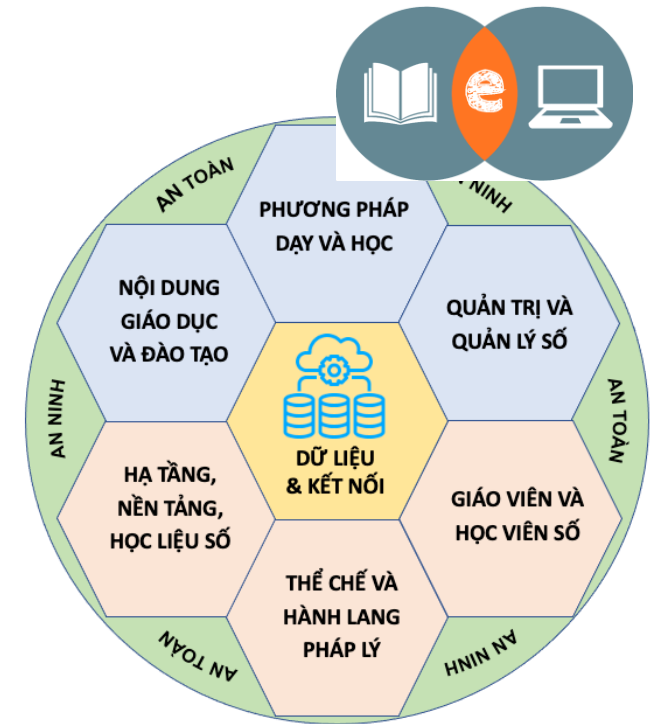 e
AN TOÀN
PHƯƠNG PHÁP
DẠY VÀ HỌC
NỘI DUNG
GIÁO DỤC
VÀ ĐÀO TẠO
QUẢN TRỊ VÀ
QUẢN LÝ SỐ
AN NINH
DỮ LIỆU
& KẾT NỐI
AN TOÀN
HẠ TẦNG,
NỀN TẢNG,
HỌC LIỆU SỐ
GIÁO VIÊN VÀ
HỌC VIÊN SỐ
THỂ CHẾ VÀ
HÀNH LANG
PHÁP LÝ
AN TOÀN
AN NINH